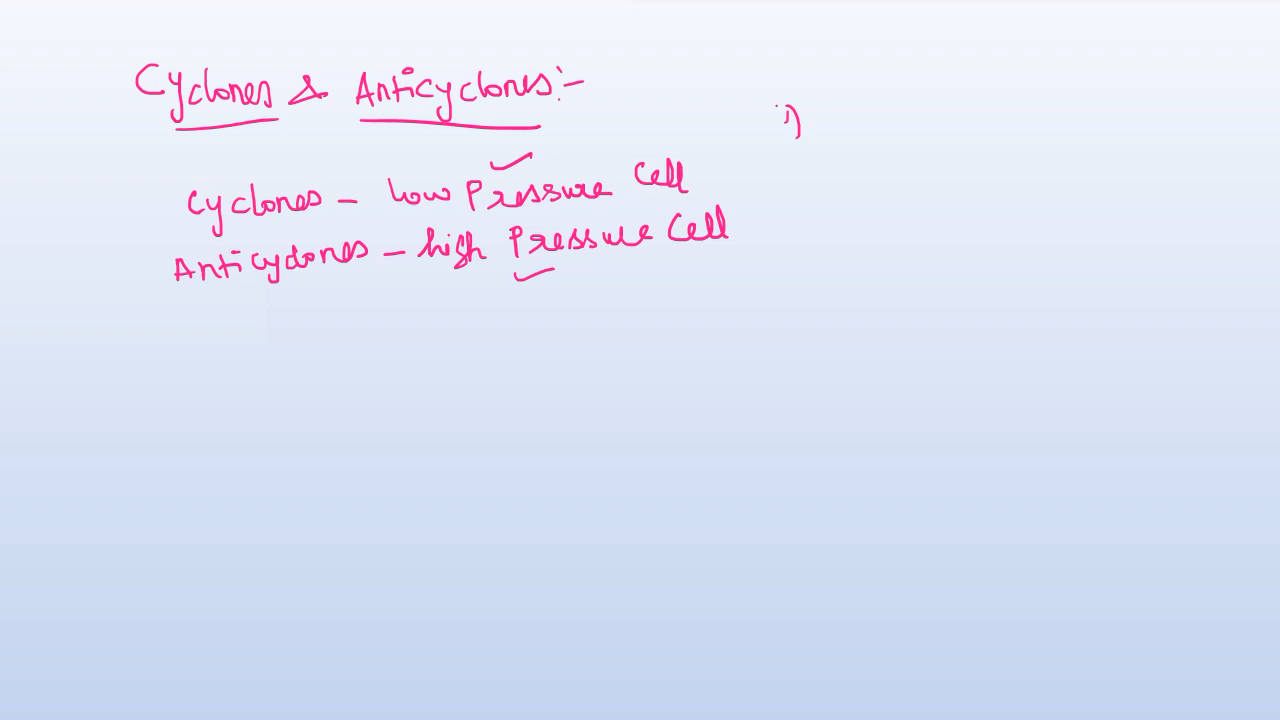 Cyclones & Anticyclones :-
Cyclones - low Pressure Cell
Anticyclones - high Pressure Cell
i)